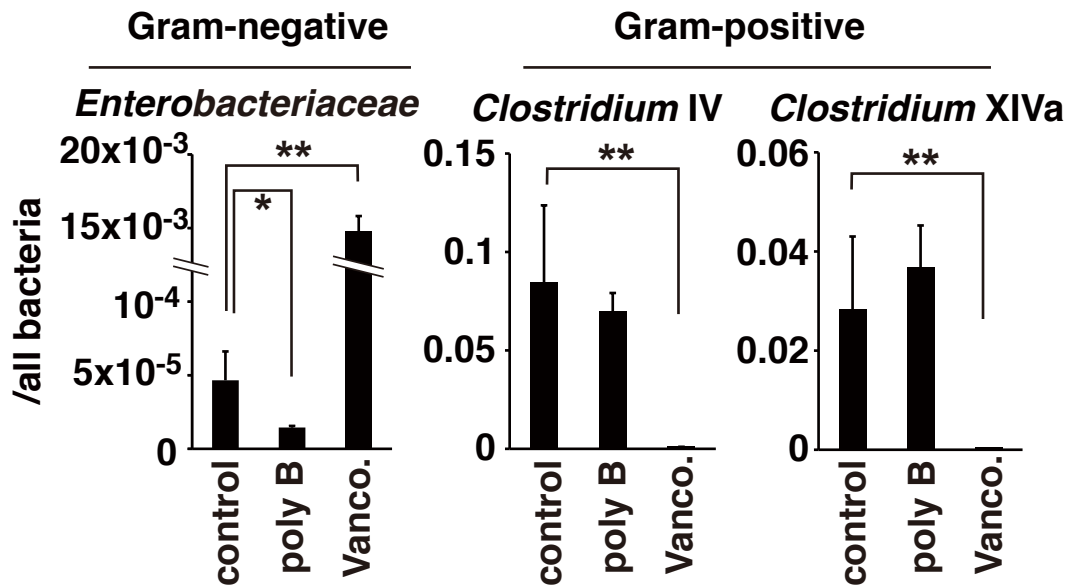 Gram-negative
Gram-positive
Enterobacteriaceae
Clostridium IV
Clostridium XIVa
/all bacteria
20x10-3
15x10-3
10-4
5x10-5
0
**
*
control
poly B
Vanco.
0.15
0.1
0.05
0
**
control
poly B
Vanco.
0.06
0.04
0.02
0
**
control
poly B
Vanco.